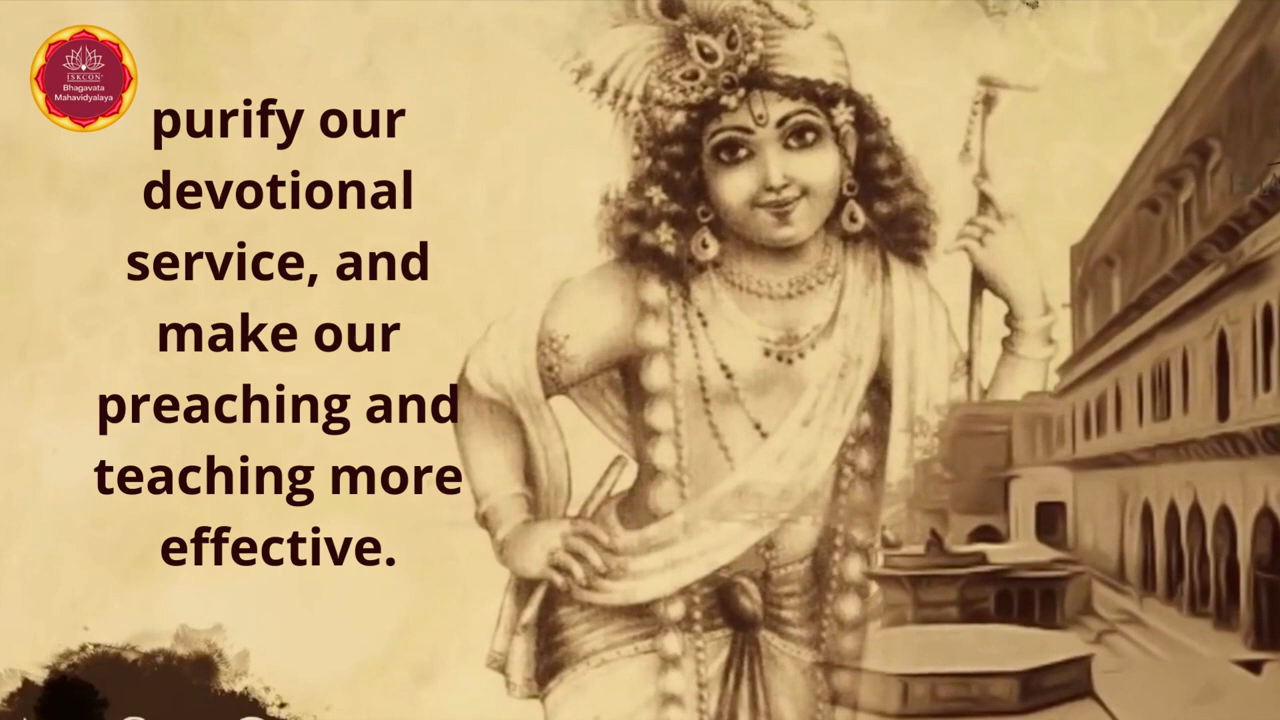 ISKCON
Bhagavata
Mahavidyalaya
purify our
devotional
service, and
make our
preaching and
teaching more
effective.